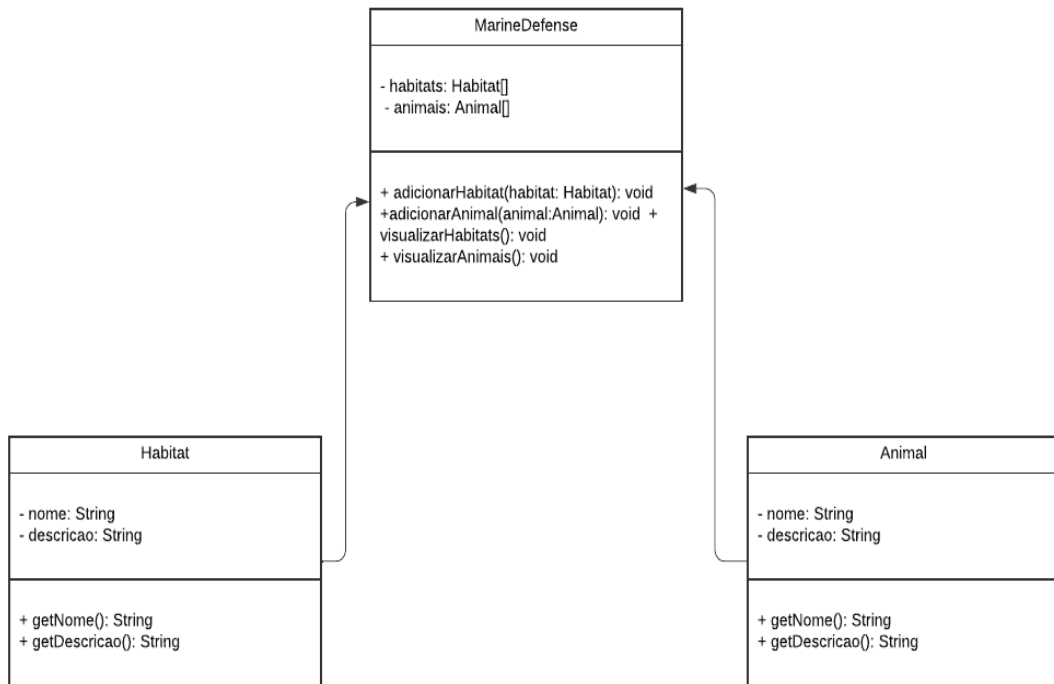 MarineDefense
- habitats: Habitat[]
- animais: Animal[]
+ adicionarHabitat(habitat: Habitat): void
+adicionarAnimal(animal:Animal): void +
visualizarHabitats(): void
+ visualizarAnimais(): void
Habitat
- nome: String
- descricao: String
+ getNome(): String
+ getDescricao(): String
Animal
- nome: String
- descricao: String
+ getNome(): String
+ getDescricao(): String